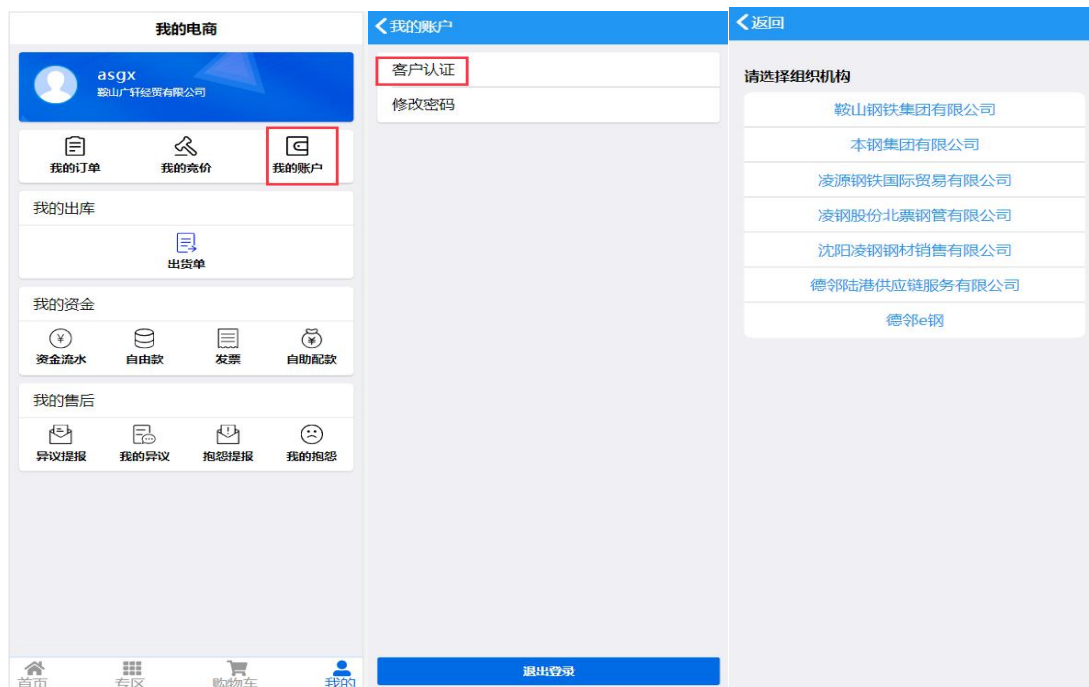 我的电商
asgx
鞍山广轩经贸有限公司
我的订单 我的竞价 我的账户
我的出库
出货单
我的资金
资金流水 自由款 发票 自助配款
我的售后
异议提报 我的异议 抱怨提报 我的抱怨
首页 专区 购物车 我的
我的账户
客户认证
修改密码
退出登录
返回
请选择组织机构
鞍山钢铁集团有限公司
本钢集团有限公司
凌源钢铁国际贸易有限公司
凌钢股份北票钢管有限公司
沈阳凌钢钢材销售有限公司
德邻陆港供应链服务有限公司
德邻e钢